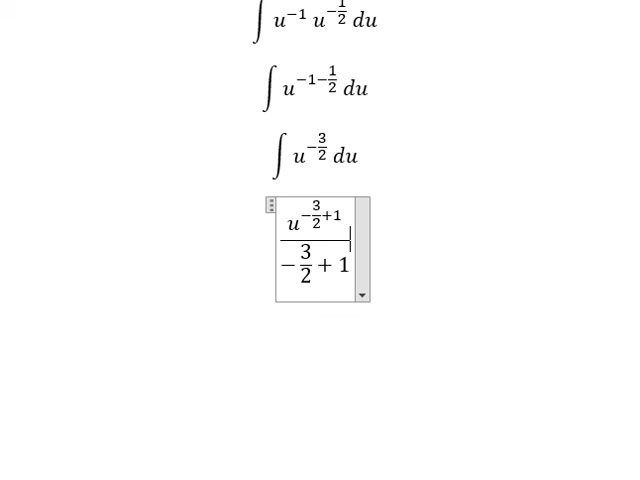 ∫ u⁻¹ u^(-1/2) du
∫ u^(-1-1/2) du
∫ u^(-3/2) du
u^(-3/2+1)
-3/2 + 1